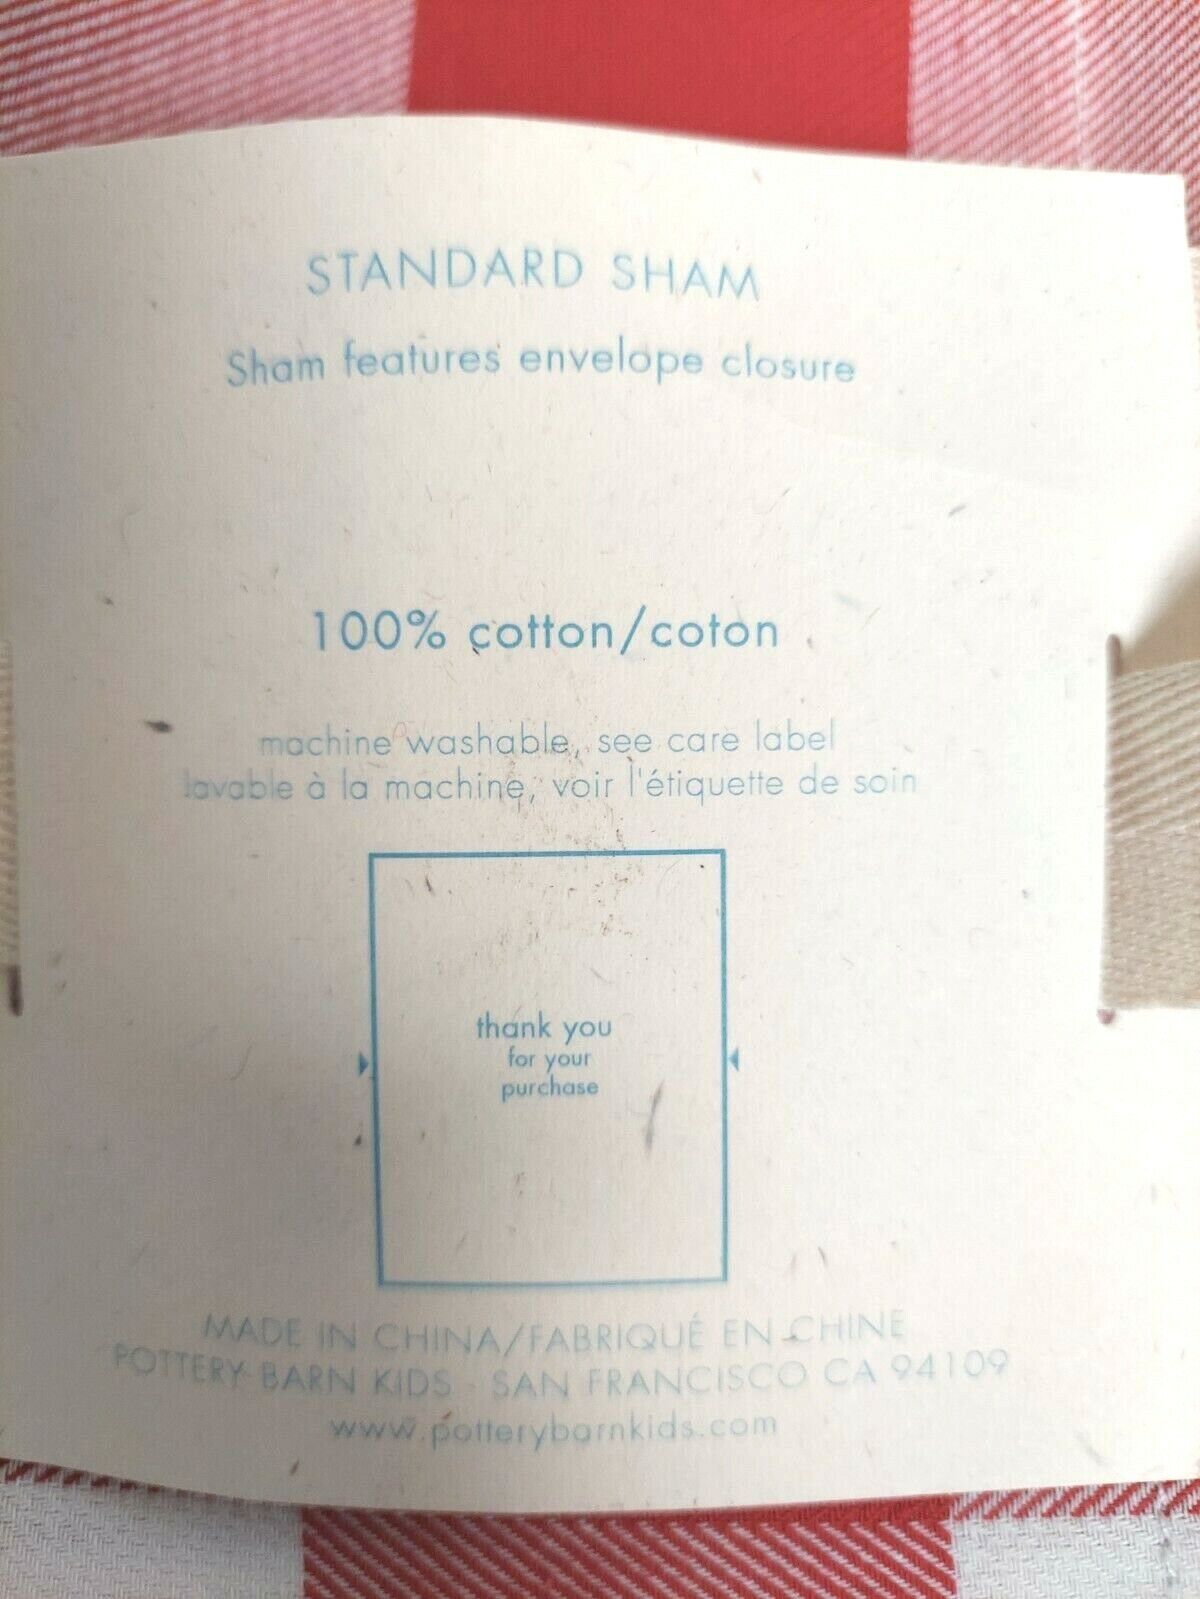 STANDARD SHAM
Sham features envelope closure
100% cotton/coton
machine washable, see care label
lavable à la machine, voir l'étiquette de soin
thank you
for your
purchase
MADE IN CHINA/FABRIQUÉ EN CHINE
POTTERY BARN KIDS · SAN FRANCISCO CA 94109
www.potterybarnkids.com